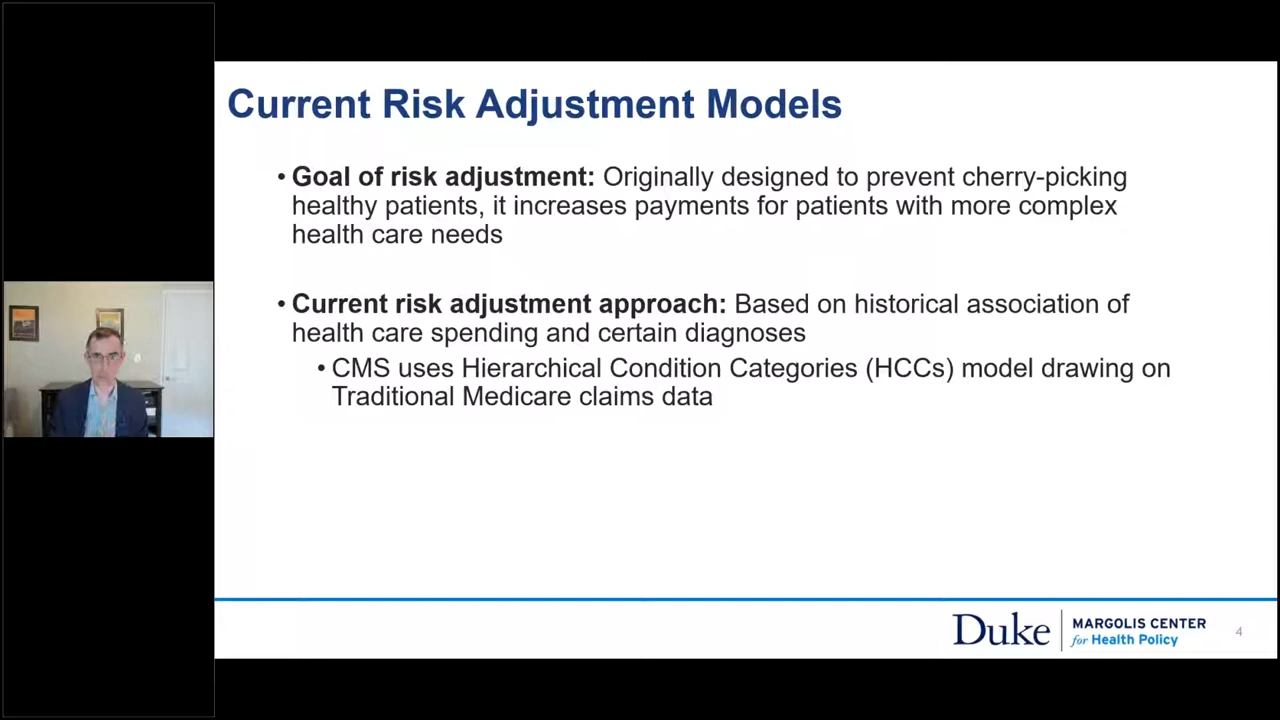 Current Risk Adjustment Models
• Goal of risk adjustment: Originally designed to prevent cherry-picking
healthy patients, it increases payments for patients with more complex
health care needs
• Current risk adjustment approach: Based on historical association of
health care spending and certain diagnoses
• CMS uses Hierarchical Condition Categories (HCCs) model drawing on
Traditional Medicare claims data
Duke
MARGOLIS CENTER
for Health Policy
4